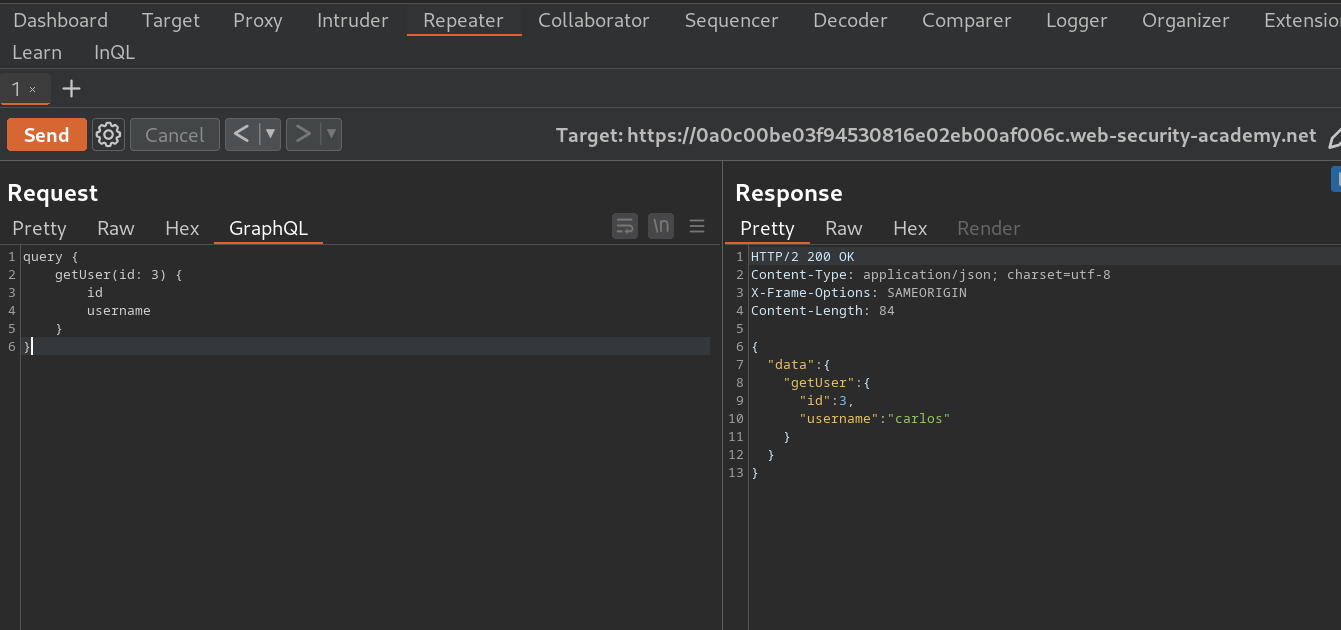 Dashboard Target Proxy Intruder Repeater Collaborator Sequencer Decoder Comparer Logger Organizer Extensio
Learn InQL
1 × +
Send Cancel < ▼ > ▼ Target: https://0a0c00be03f94530816e02eb00af006c.web-security-academy.net
Request
Pretty Raw Hex GraphQL \n
1 query {
2     getUser(id: 3) {
3         id
4         username
5     }
6 }
Response
Pretty Raw Hex Render
1 HTTP/2 200 OK
2 Content-Type: application/json; charset=utf-8
3 X-Frame-Options: SAMEORIGIN
4 Content-Length: 84
5
6 {
7   "data":{
8     "getUser":{
9       "id":3,
10       "username":"carlos"
11     }
12   }
13 }